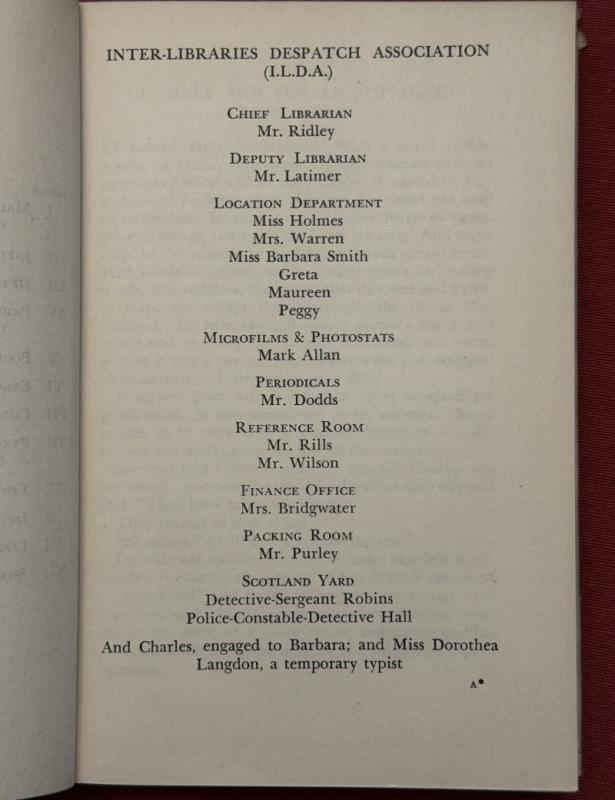 INTER-LIBRARIES DESPATCH ASSOCIATION
(I.L.D.A.)
CHIEF LIBRARIAN
Mr. Ridley
DEPUTY LIBRARIAN
Mr. Latimer
LOCATION DEPARTMENT
Miss Holmes
Mrs. Warren
Miss Barbara Smith
Greta
Maureen
Peggy
MICROFILMS & PHOTOSTATS
Mark Allan
PERIODICALS
Mr. Dodds
REFERENCE ROOM
Mr. Rills
Mr. Wilson
FINANCE OFFICE
Mrs. Bridgwater
PACKING ROOM
Mr. Purley
SCOTLAND YARD
Detective-Sergeant Robins
Police-Constable-Detective Hall
And Charles, engaged to Barbara; and Miss Dorothea
Langdon, a temporary typist
A*